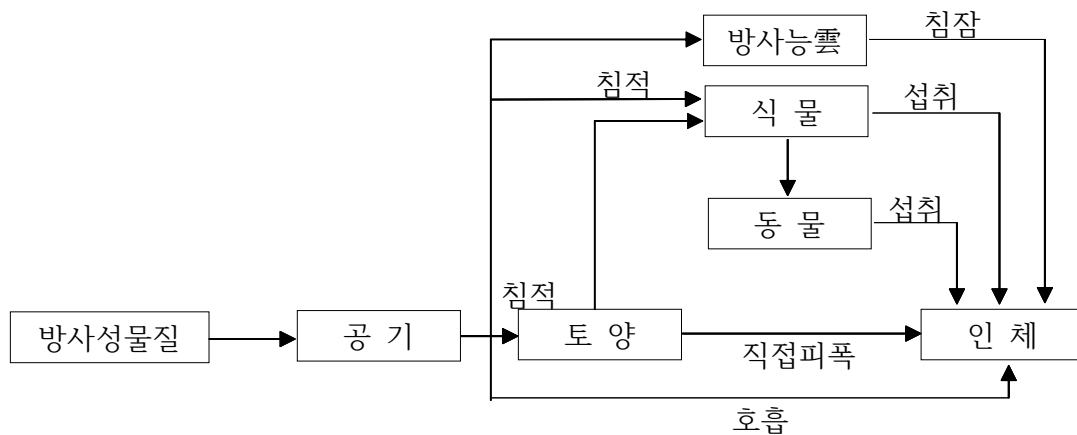 방사능雲
침잠
침적
식 물
섭취
동 물
섭취
침적
방사성물질
공 기
토 양
직접피폭
인 체
호흡